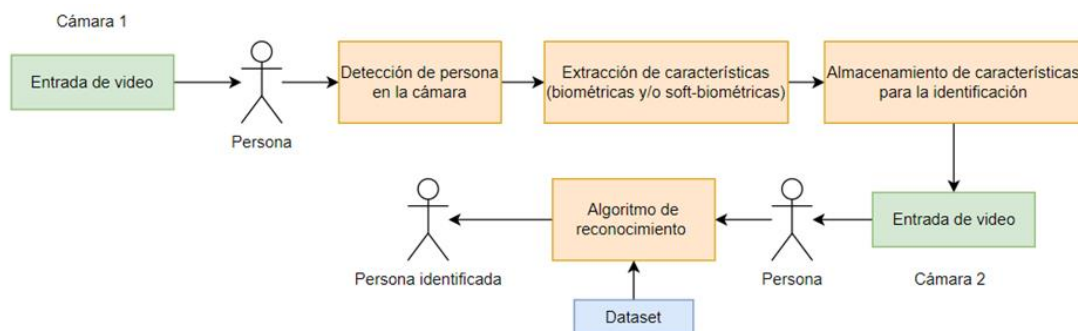 Cámara 1
Entrada de video
Persona
Detección de persona
en la cámara
Extracción de características
(biométricas y/o soft-biométricas)
Almacenamiento de características
para la identificación
Persona identificada
Algoritmo de
reconocimiento
Persona
Entrada de video
Cámara 2
Dataset